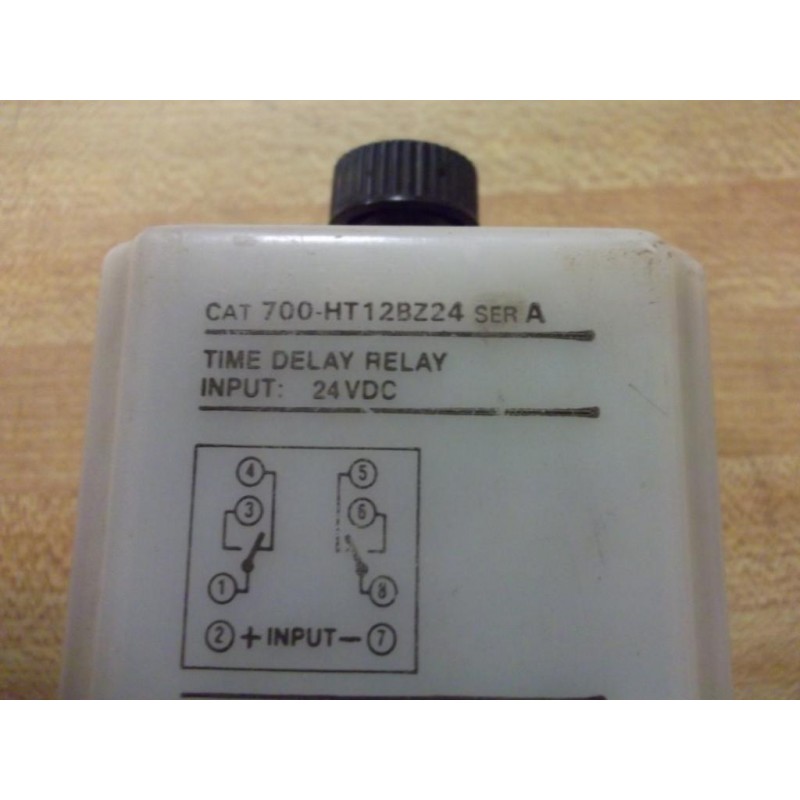 CAT 700-HT12BZ24 SER A
TIME DELAY RELAY
INPUT: 24VDC
4 5
3 6
1 8
2 + INPUT − 7